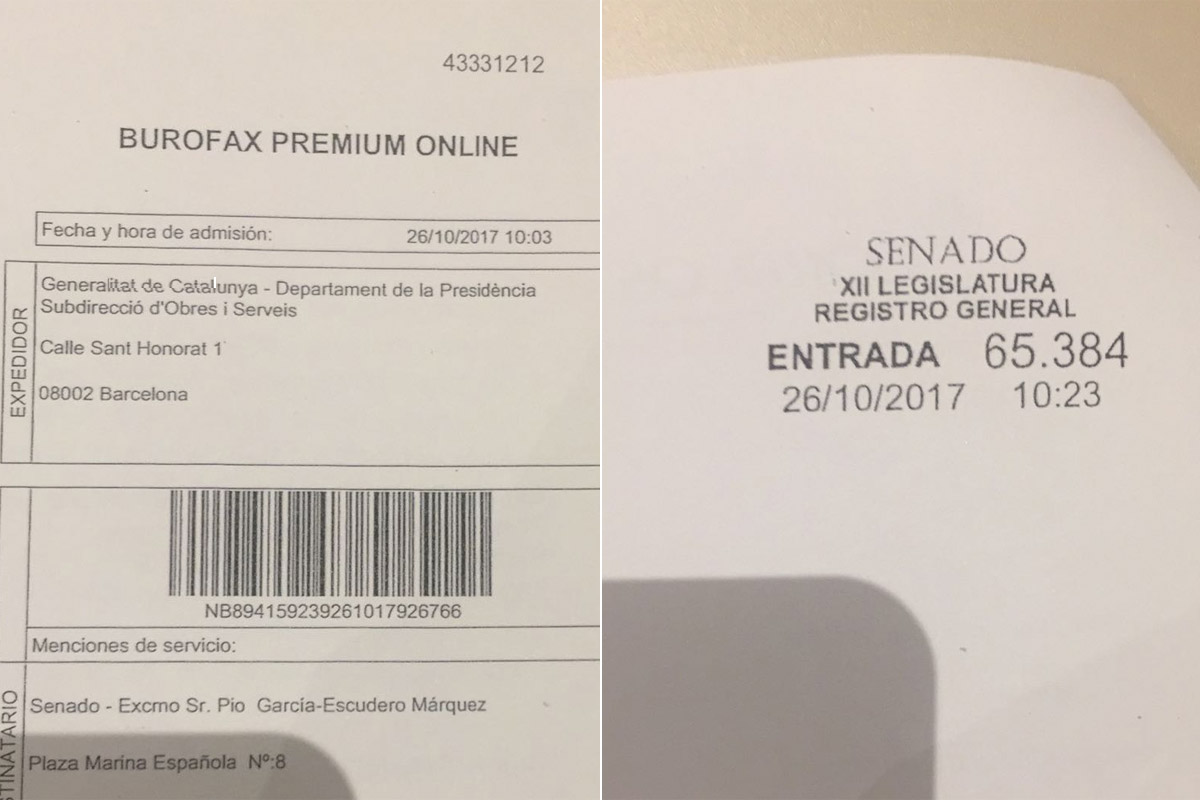 43331212
BUROFAX PREMIUM ONLINE
Fecha y hora de admisión: 26/10/2017 10:03
EXPEDIDOR
Generalitat de Catalunya - Departament de la Presidència
Subdirecció d'Obres i Serveis
Calle Sant Honorat 1
08002 Barcelona
NB894159239261017926766
Menciones de servicio:
TINATARIO
Senado - Excmo Sr. Pio García-Escudero Márquez
Plaza Marina Española Nº:8
SENADO
XII LEGISLATURA
REGISTRO GENERAL
ENTRADA 65.384
26/10/2017 10:23